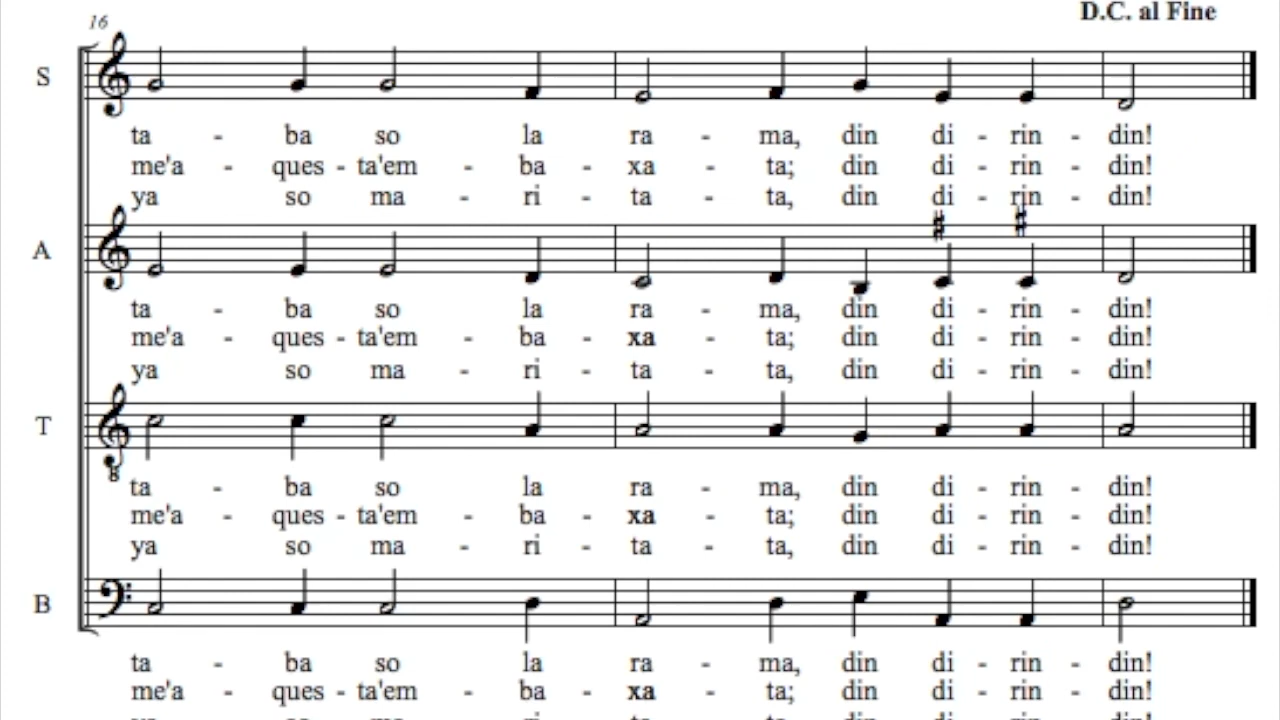 D.C. al Fine
16
S
ta - ba so la ra - ma, din di - rin - din!
me'a - ques - ta'em - ba - xa - ta; din di - rin - din!
ya so ma - ri - ta - ta, din di - rin - din!
A
ta - ba so la ra - ma, din di - rin - din!
me'a - ques - ta'em - ba - xa - ta; din di - rin - din!
ya so ma - ri - ta - ta, din di - rin - din!
T
8
ta - ba so la ra - ma, din di - rin - din!
me'a - ques - ta'em - ba - xa - ta; din di - rin - din!
ya so ma - ri - ta - ta, din di - rin - din!
B
ta - ba so la ra - ma, din di - rin - din!
me'a - ques - ta'em - ba - xa - ta; din di - rin - din!